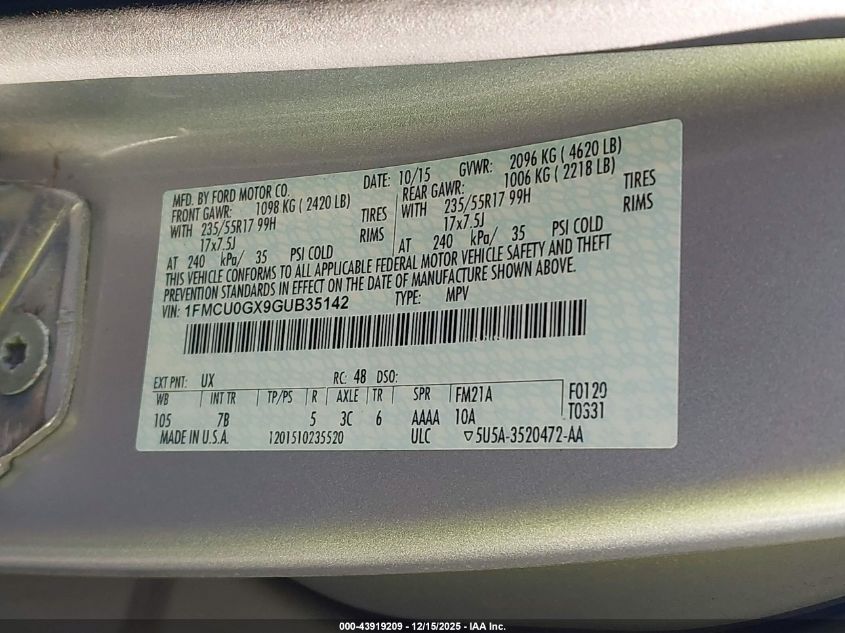 MFD. BY FORD MOTOR CO. DATE: 10/15 GVWR: 2096 KG ( 4620 LB)
FRONT GAWR: 1098 KG ( 2420 LB) REAR GAWR: 1006 KG ( 2218 LB)
WITH 235/55R17 99H TIRES WITH 235/55R17 99H TIRES
17x7.5J RIMS 17x7.5J RIMS
AT 240 kPa/ 35 PSI COLD AT 240 kPa/ 35 PSI COLD
THIS VEHICLE CONFORMS TO ALL APPLICABLE FEDERAL MOTOR VEHICLE SAFETY AND THEFT
PREVENTION STANDARDS IN EFFECT ON THE DATE OF MANUFACTURE SHOWN ABOVE.
VIN: 1FMCU0GX9GUB35142 TYPE: MPV
EXT PNT: UX RC: 48 DSO:
WB INT TR TP/PS R AXLE TR SPR FM21A F0120
105 7B 5 3C 6 AAAA 10A T0331
MADE IN U.S.A. 1201510235520 ULC 5U5A-3520472-AA
000-43919209 - 12/15/2025 - IAA Inc.